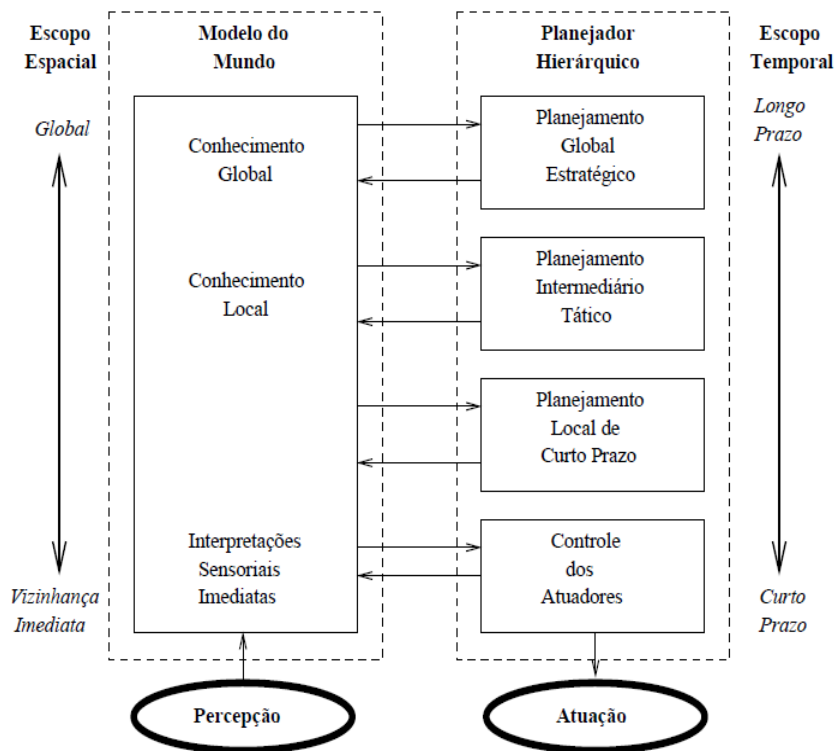 Escopo
Espacial
Modelo do
Mundo
Planejador
Hierárquico
Escopo
Temporal
Global
Conhecimento
Global
Planejamento
Global
Estratégico
Longo
Prazo
Conhecimento
Local
Planejamento
Intermediário
Tático
Planejamento
Local de
Curto Prazo
Vizinhança
Imediata
Interpretações
Sensoriais
Imediatas
Controle
dos
Atuadores
Curto
Prazo
Percepção
Atuação